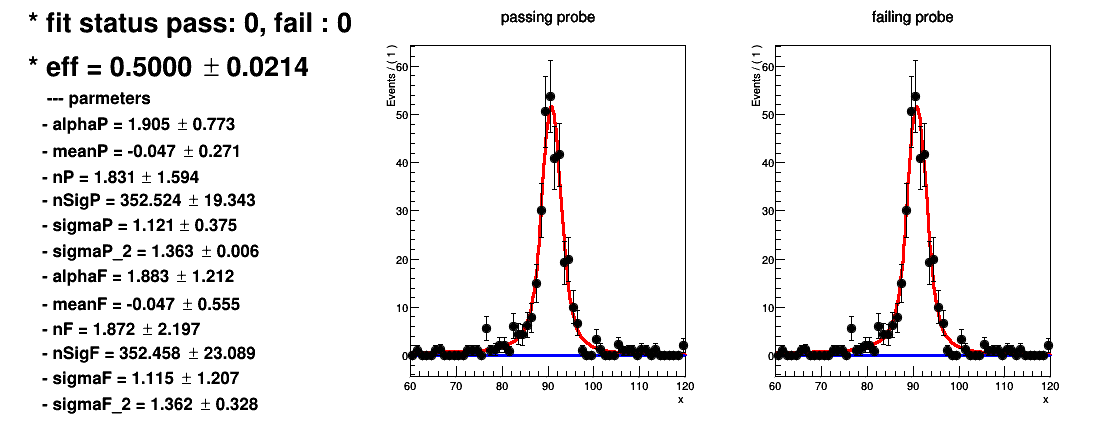 * fit status pass: 0, fail : 0
* eff = 0.5000 ± 0.0214
--- parmeters
- alphaP = 1.905 ± 0.773
- meanP = -0.047 ± 0.271
- nP = 1.831 ± 1.594
- nSigP = 352.524 ± 19.343
- sigmaP = 1.121 ± 0.375
- sigmaP_2 = 1.363 ± 0.006
- alphaF = 1.883 ± 1.212
- meanF = -0.047 ± 0.555
- nF = 1.872 ± 2.197
- nSigF = 352.458 ± 23.089
- sigmaF = 1.115 ± 1.207
- sigmaF_2 = 1.362 ± 0.328
passing probe
Events / ( 1 )
60
50
40
30
20
10
0
60 70 80 90 100 110 120
x
failing probe
Events / ( 1 )
60
50
40
30
20
10
0
60 70 80 90 100 110 120
x